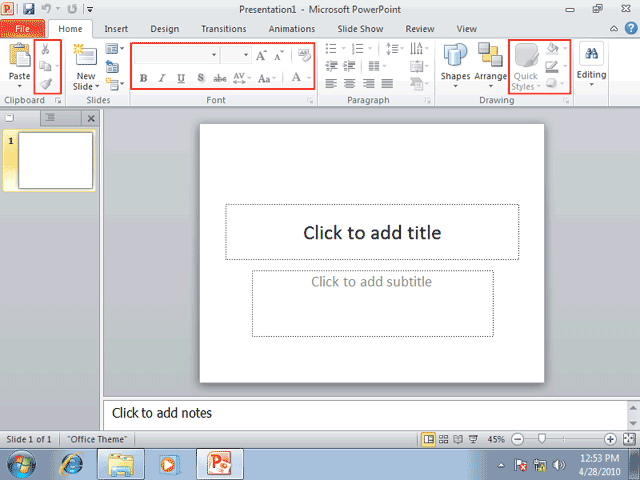 Presentation1 - Microsoft PowerPoint
File Home Insert Design Transitions Animations Slide Show Review View
Paste
New Slide
B I U S abc AV Aa A
Shapes Arrange Quick Styles
Editing
Clipboard Slides Font Paragraph Drawing
1
Click to add title
Click to add subtitle
Click to add notes
Slide 1 of 1 "Office Theme" 45%
12:53 PM
4/28/2010